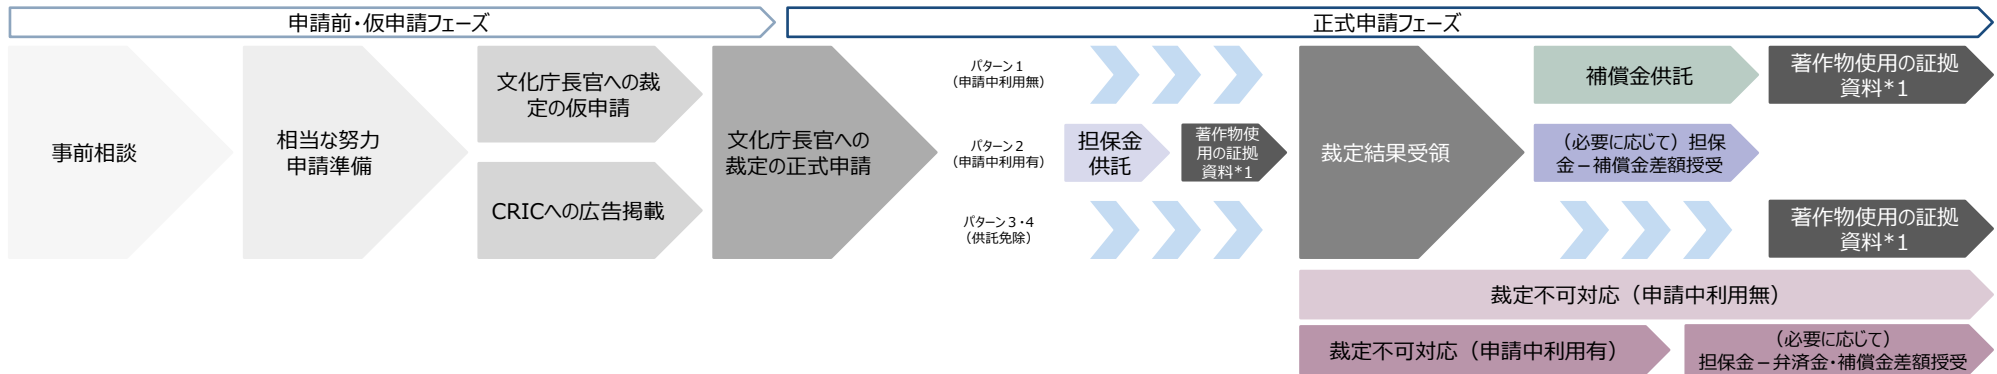 申請前・仮申請フェーズ
正式申請フェーズ
事前相談
相当な努力
申請準備
文化庁長官への裁
定の仮申請
CRICへの広告掲載
文化庁長官への
裁定の正式申請
パターン1
（申請中利用無）
パターン2
（申請中利用有）
パターン3・4
（供託免除）
担保金
供託
著作物使
用の証拠
資料*1
裁定結果受領
補償金供託
著作物使用の証拠
資料*1
（必要に応じて）担保
金－補償金差額授受
著作物使用の証拠
資料*1
裁定不可対応（申請中利用無）
裁定不可対応（申請中利用有）
（必要に応じて）
担保金－弁済金・補償金差額授受